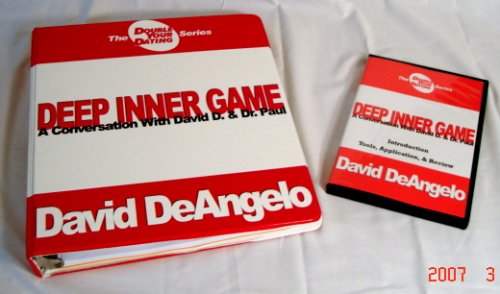 The DOUBLE Series
YOUR
DATING
DEEP INNER GAME
A Conversation With David D. & Dr. Paul
David DeAngelo
The DOUBLE Series
YOUR
DATING
DEEP INNER GAME
A Conversation With David D. & Dr. Paul
Introduction
Tools, Application, & Review
David DeAngelo
2007 3